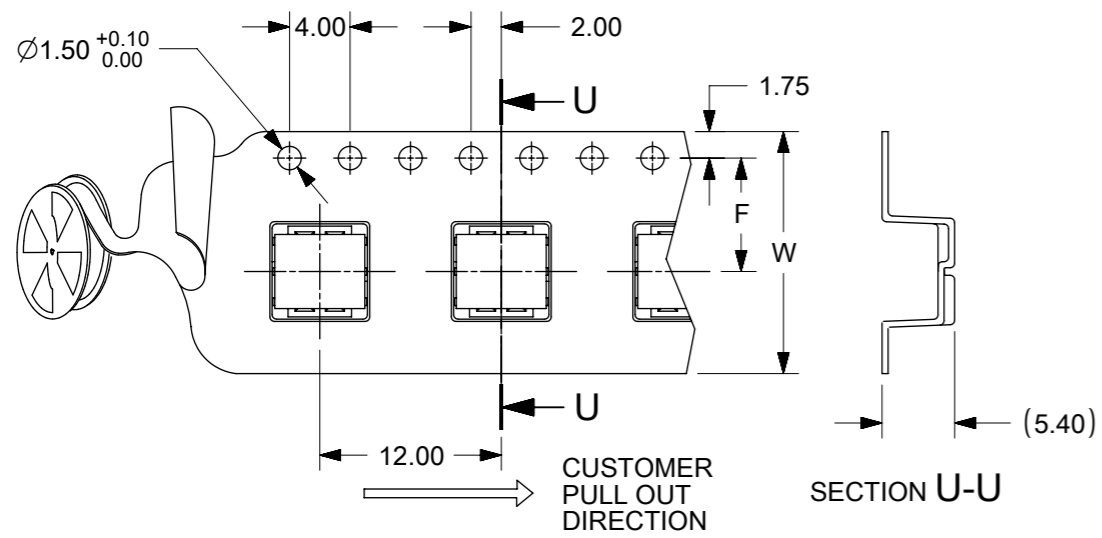 4.00
2.00
Ø1.50 +0.10
0.00
1.75
U
F
W
U
(5.40)
12.00
CUSTOMER
PULL OUT
DIRECTION
SECTION U-U